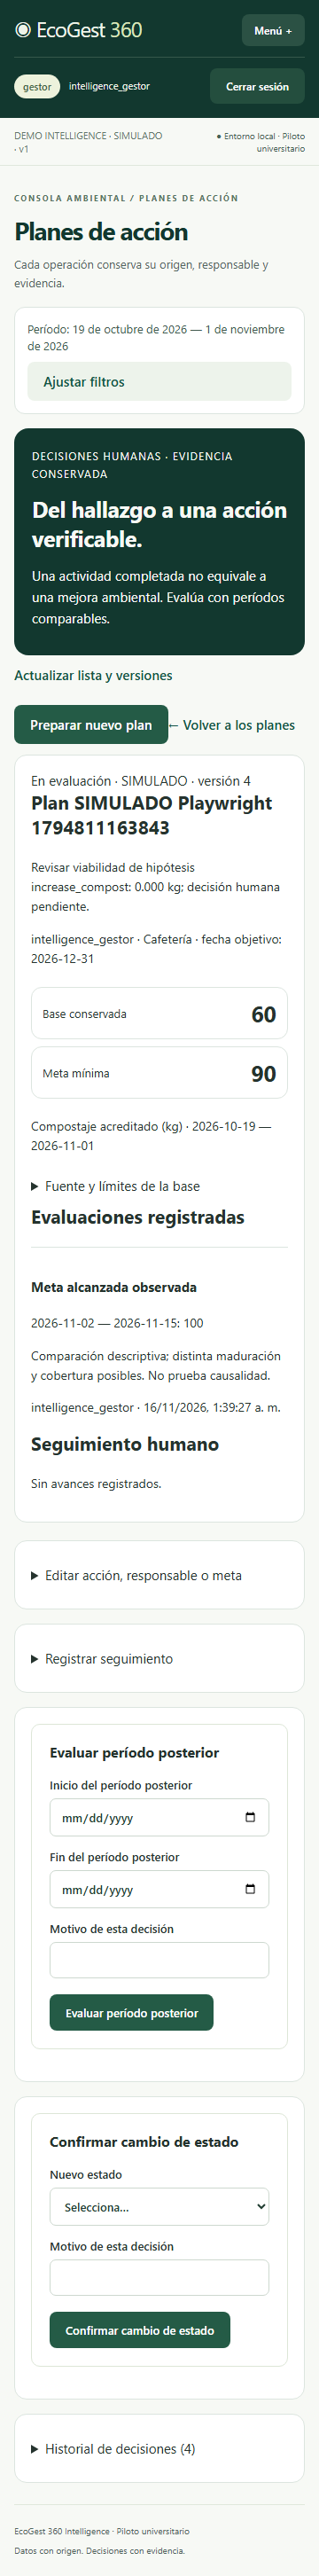 EcoGest 360
Menú +
gestor
intelligence_gestor
Cerrar sesión
DEMO INTELLIGENCE · SIMULADO
· v1
● Entorno local · Piloto
universitario
CONSOLA AMBIENTAL / PLANES DE ACCIÓN
Planes de acción
Cada operación conserva su origen, responsable y
evidencia.
Período: 19 de octubre de 2026 — 1 de noviembre
de 2026
Ajustar filtros
DECISIONES HUMANAS · EVIDENCIA
CONSERVADA
Del hallazgo a una acción
verificable.
Una actividad completada no equivale a
una mejora ambiental. Evalúa con períodos
comparables.
Actualizar lista y versiones
Preparar nuevo plan
← Volver a los planes
En evaluación · SIMULADO · versión 4
Plan SIMULADO Playwright
1794811163843
Revisar viabilidad de hipótesis
increase_compost: 0.000 kg; decisión humana
pendiente.
intelligence_gestor · Cafetería · fecha objetivo:
2026-12-31
Base conservada
60
Meta mínima
90
Compostaje acreditado (kg) · 2026-10-19 —
2026-11-01
▶ Fuente y límites de la base
Evaluaciones registradas
Meta alcanzada observada
2026-11-02 — 2026-11-15: 100
Comparación descriptiva; distinta maduración
y cobertura posibles. No prueba causalidad.
intelligence_gestor · 16/11/2026, 1:39:27 a. m.
Seguimiento humano
Sin avances registrados.
▶ Editar acción, responsable o meta
▶ Registrar seguimiento
Evaluar período posterior
Inicio del período posterior
mm/dd/yyyy
Fin del período posterior
mm/dd/yyyy
Motivo de esta decisión
Evaluar período posterior
Confirmar cambio de estado
Nuevo estado
Selecciona...
Motivo de esta decisión
Confirmar cambio de estado
▶ Historial de decisiones (4)
EcoGest 360 Intelligence · Piloto universitario
Datos con origen. Decisiones con evidencia.